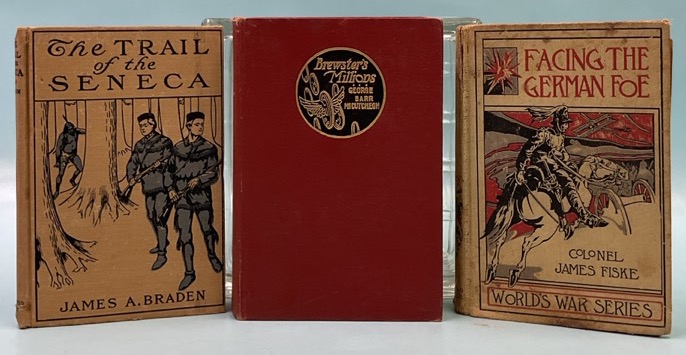 The TRAIL
of the
SENECA
JAMES A. BRADEN
Brewster's
Millions
GEORGE
BARR
McCUTCHEON
FACING THE
GERMAN FOE
COLONEL
JAMES FISKE
WORLD'S WAR SERIES